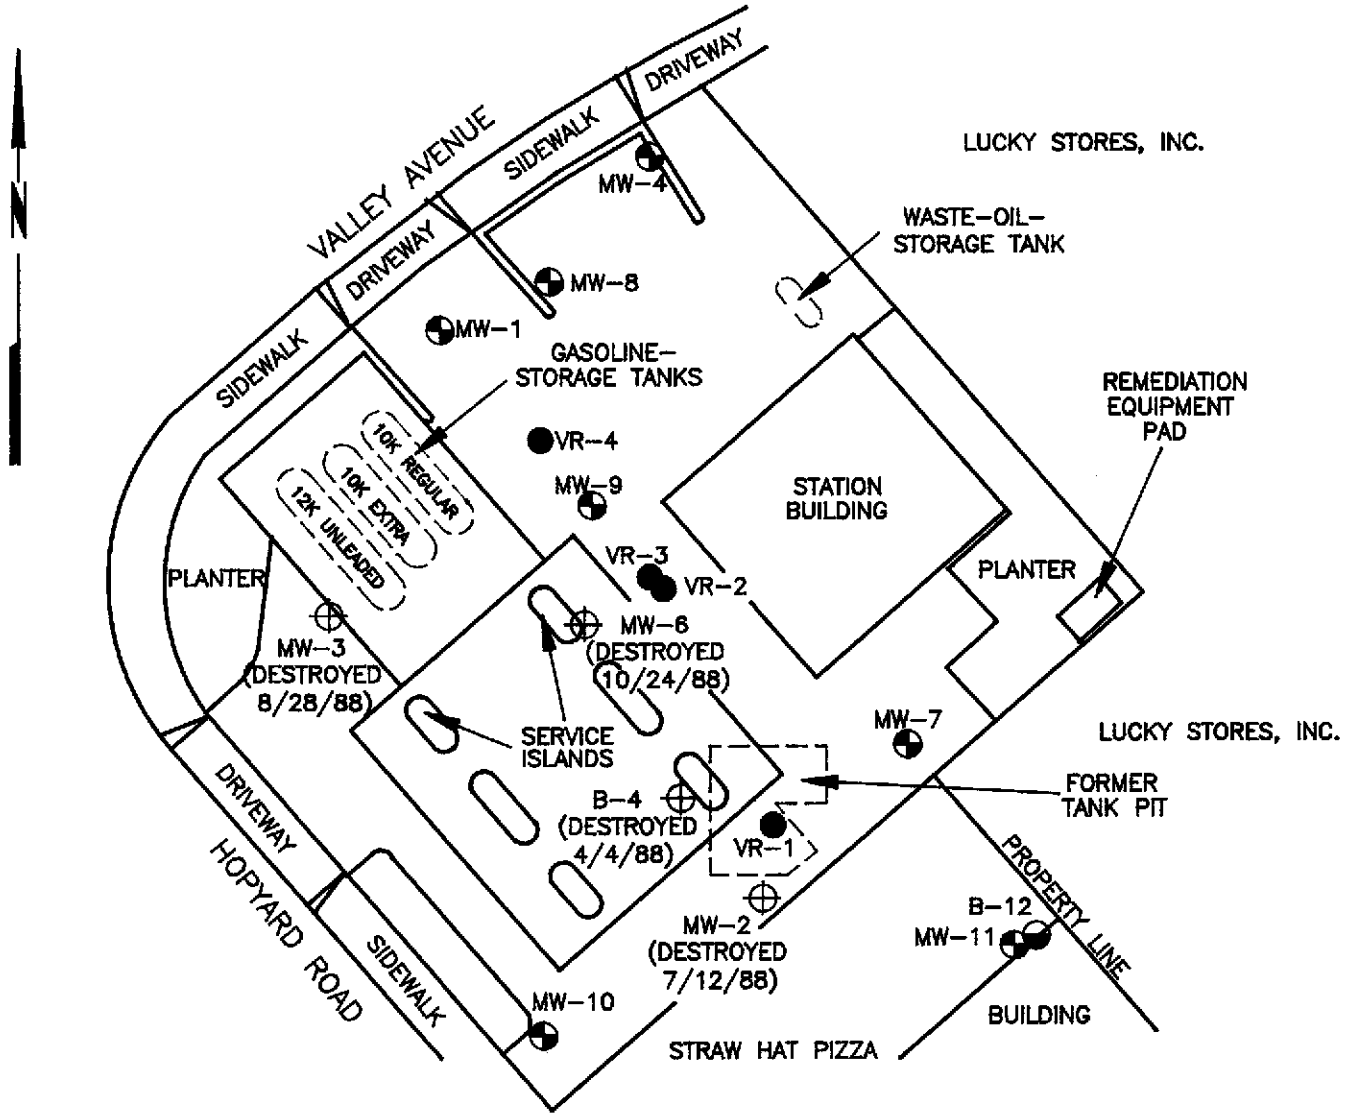 DRIVEWAY
LUCKY STORES, INC.
SIDEWALK
VALLEY AVENUE
MW-4
WASTE-OIL-
STORAGE TANK
DRIVEWAY
MW-8
MW-1
N
SIDEWALK
GASOLINE-
STORAGE TANKS
REMEDIATION
EQUIPMENT
PAD
10K REGULAR
10K EXTRA
12K UNLEADED
VR-4
MW-9
STATION
BUILDING
VR-3
VR-2
PLANTER
PLANTER
MW-3
(DESTROYED
8/28/88)
MW-6
(DESTROYED
10/24/88)
SERVICE
ISLANDS
MW-7
LUCKY STORES, INC.
FORMER
TANK PIT
B-4
(DESTROYED
4/4/88)
VR-1
DRIVEWAY
HOPYARD ROAD
SIDEWALK
MW-2
(DESTROYED
7/12/88)
PROPERTY LINE
B-12
MW-11
MW-10
BUILDING
STRAW HAT PIZZA